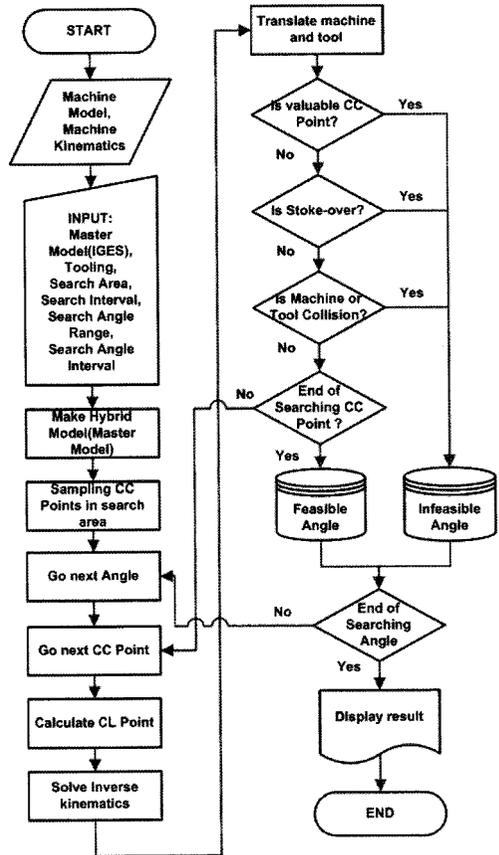 START
Machine
Model,
Machine
Kinematics
INPUT:
Master
Model(IGES),
Tooling,
Search Area,
Search Interval,
Search Angle
Range,
Search Angle
Interval
Make Hybrid
Model(Master
Model)
Sampling CC
Points in search
area
Go next Angle
Go next CC Point
Calculate CL Point
Solve Inverse
kinematics
Translate machine
and tool
Is valuable CC
Point?
Yes
No
Is Stoke-over?
Yes
No
Is Machine or
Tool Collision?
Yes
No
End of
Searching CC
Point ?
No
Yes
Feasible
Angle
Infeasible
Angle
End of
Searching
Angle
No
Yes
Display result
END